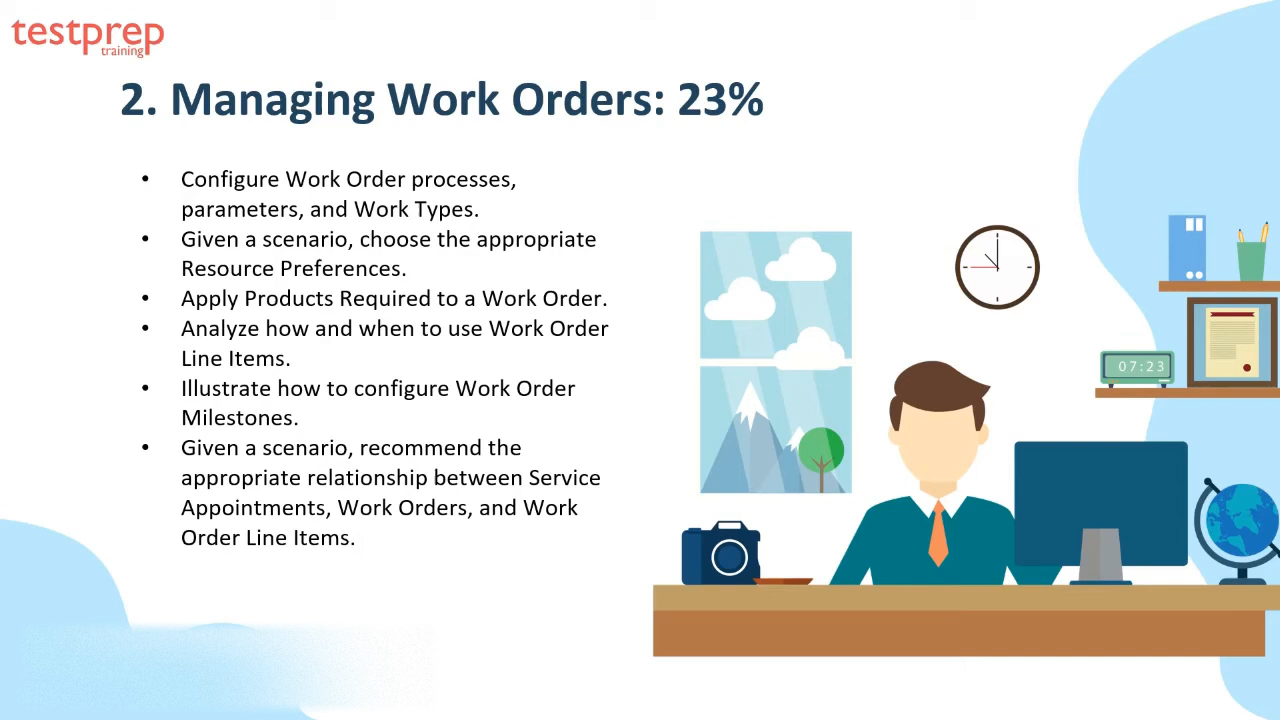 testprep
training
2. Managing Work Orders: 23%
• Configure Work Order processes,
parameters, and Work Types.
• Given a scenario, choose the appropriate
Resource Preferences.
• Apply Products Required to a Work Order.
• Analyze how and when to use Work Order
Line Items.
• Illustrate how to configure Work Order
Milestones.
• Given a scenario, recommend the
appropriate relationship between Service
Appointments, Work Orders, and Work
Order Line Items.
07:23